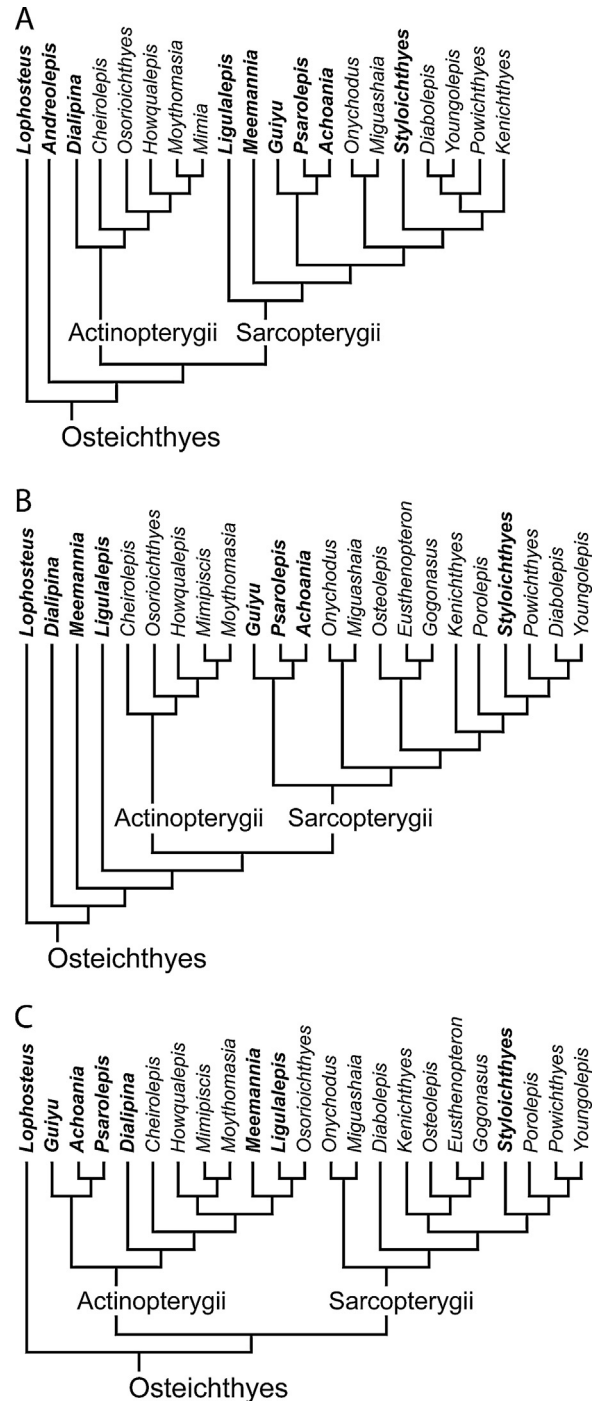 A
Lophosteus
Andreolepis
Dialipina
Cheirolepis
Osorioichthyes
Howqualepis
Moythomasia
Mimia
Ligulalepis
Meemannia
Guiyu
Psarolepis
Achoania
Onychodus
Miguashaia
Styloichthyes
Diabolepis
Youngolepis
Powichthyes
Kenichthyes
Actinopterygii
Sarcopterygii
Osteichthyes
B
Lophosteus
Dialipina
Meemannia
Ligulalepis
Cheirolepis
Osorioichthyes
Howqualepis
Mimipiscis
Moythomasia
Guiyu
Psarolepis
Achoania
Onychodus
Miguashaia
Osteolepis
Eusthenopteron
Gogonasus
Kenichthyes
Porolepis
Styloichthyes
Powichthyes
Diabolepis
Youngolepis
Actinopterygii
Sarcopterygii
Osteichthyes
C
Lophosteus
Guiyu
Achoania
Psarolepis
Dialipina
Cheirolepis
Howqualepis
Mimipiscis
Moythomasia
Meemannia
Ligulalepis
Osorioichthyes
Onychodus
Miguashaia
Diabolepis
Kenichthyes
Osteolepis
Eusthenopteron
Gogonasus
Styloichthyes
Porolepis
Powichthyes
Youngolepis
Actinopterygii
Sarcopterygii
Osteichthyes